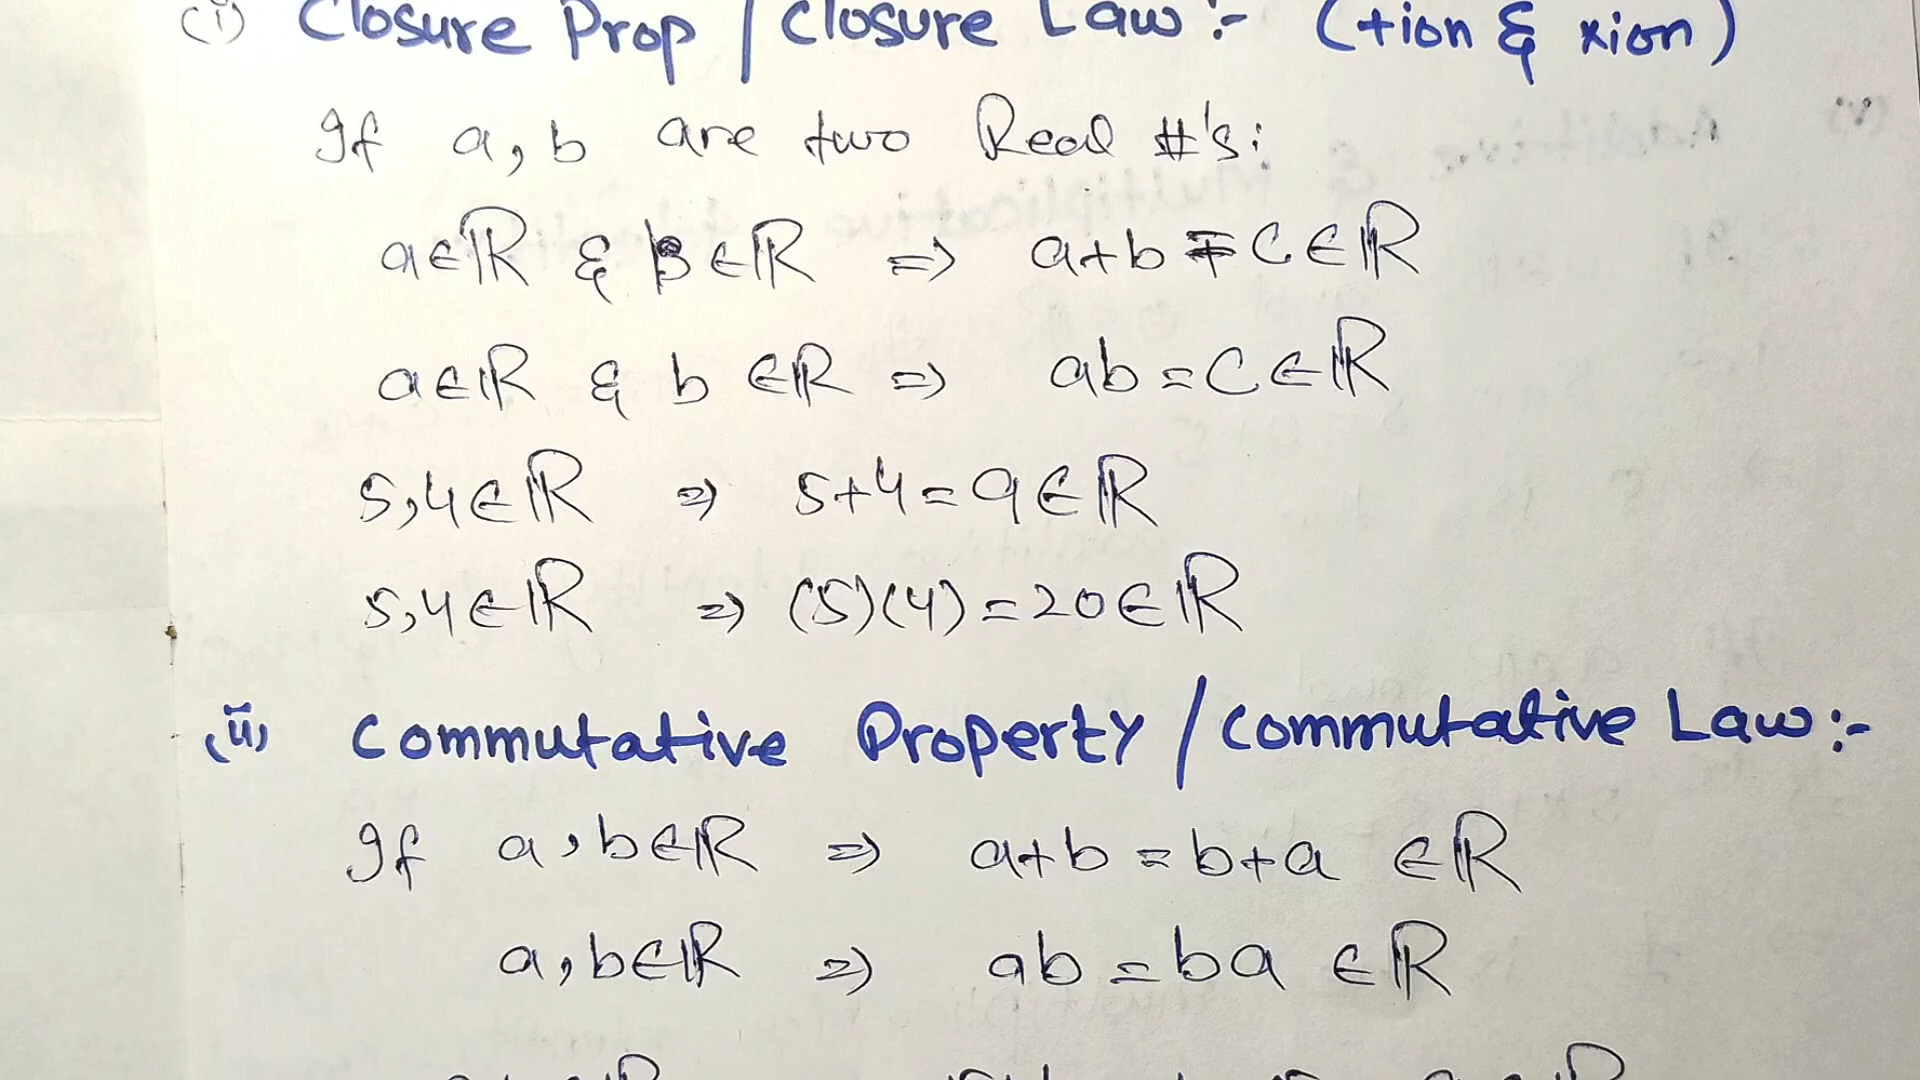 (i) Closure Prop / Closure Law :- (+ion & xion)
If a, b are two Real #'s:
a∈ℝ & b∈ℝ ⇒ a+b = C∈ℝ
a∈ℝ & b∈ℝ ⇒ ab = C∈ℝ
5,4∈ℝ ⇒ 5+4=9∈ℝ
5,4∈ℝ ⇒ (5)(4)=20∈ℝ
(ii) Commutative Property / Commutative Law :-
If a,b∈ℝ ⇒ a+b = b+a ∈ℝ
a,b∈ℝ ⇒ ab = ba ∈ℝ